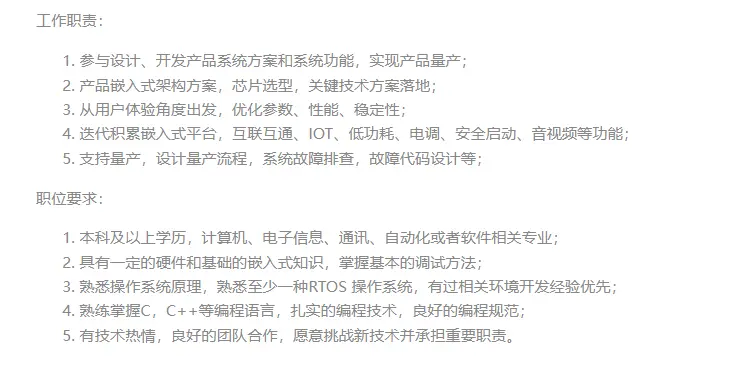 工作职责：
1. 参与设计、开发产品系统方案和系统功能，实现产品量产；
2. 产品嵌入式架构方案，芯片选型，关键技术方案落地；
3. 从用户体验角度出发，优化参数、性能、稳定性；
4. 迭代积累嵌入式平台，互联互通、IOT、低功耗、电调、安全启动、音视频等功能；
5. 支持量产，设计量产流程，系统故障排查，故障代码设计等；
职位要求：
1. 本科及以上学历，计算机、电子信息、通讯、自动化或者软件相关专业；
2. 具有一定的硬件和基础的嵌入式知识，掌握基本的调试方法；
3. 熟悉操作系统原理，熟悉至少一种RTOS 操作系统，有过相关环境开发经验优先；
4. 熟练掌握C，C++等编程语言，扎实的编程技术，良好的编程规范；
5. 有技术热情，良好的团队合作，愿意挑战新技术并承担重要职责。